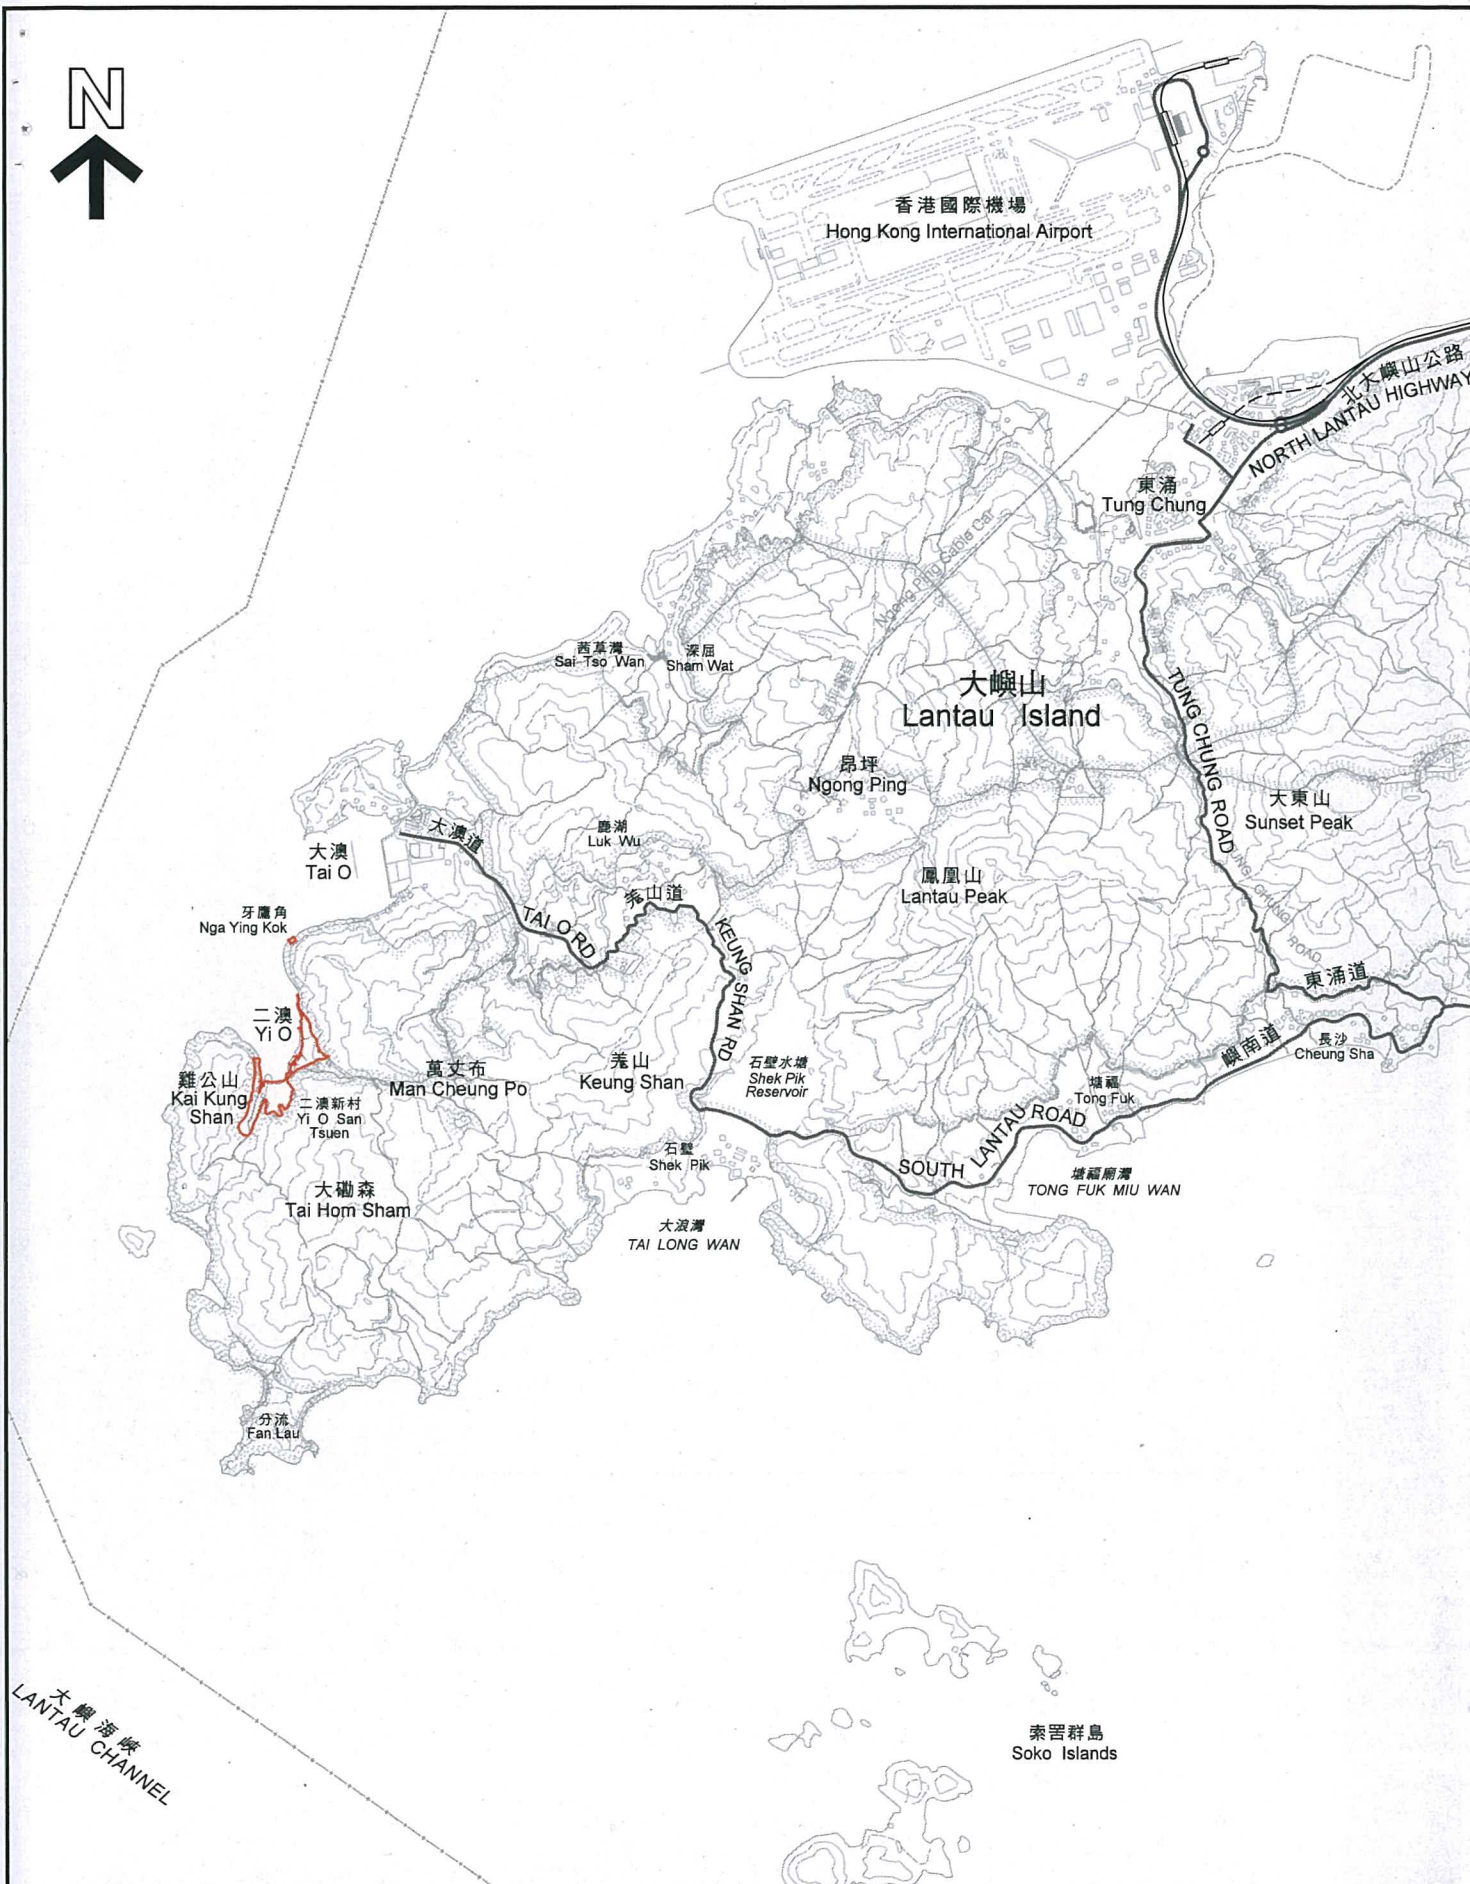 N
香港國際機場
Hong Kong International Airport
北大嶼山公路
NORTH LANTAU HIGHWAY
東涌
Tung Chung
Ngong Ping Cable Car
茜草灣
Sai Tso Wan
深屈
Sham Wat
大嶼山
Lantau Island
TUNG CHUNG ROAD
昂坪
Ngong Ping
大東山
Sunset Peak
大澳道
鹿湖
Luk Wu
大澳
Tai O
鳳凰山
Lantau Peak
羗山道
TAI O RD
KEUNG SHAN RD
牙鷹角
Nga Ying Kok
TUNG CHUNG ROAD
東涌道
二澳
Yi O
嶼南道
長沙
Cheung Sha
雞公山
Kai Kung
Shan
萬丈布
Man Cheung Po
羗山
Keung Shan
石壁水塘
Shek Pik
Reservoir
塘福
Tong Fuk
二澳新村
Yi O San
Tsuen
SOUTH LANTAU ROAD
石壁
Shek Pik
塘福廟灣
TONG FUK MIU WAN
大磡森
Tai Hom Sham
大浪灣
TAI LONG WAN
分流
Fan Lau
大嶼海峽
LANTAU CHANNEL
索罟群島
Soko Islands